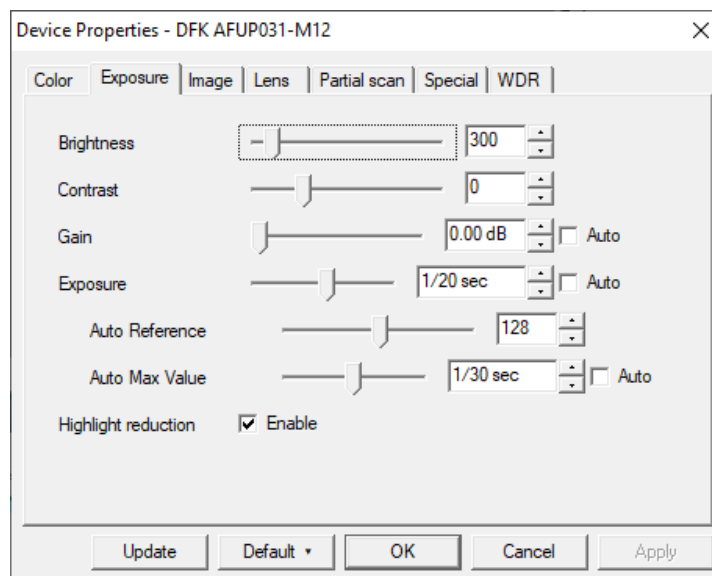 Device Properties - DFK AFUP031-M12
Color Exposure Image Lens Partial scan Special WDR
Brightness 300
Contrast 0
Gain 0.00 dB Auto
Exposure 1/20 sec Auto
Auto Reference 128
Auto Max Value 1/30 sec Auto
Highlight reduction Enable
Update Default OK Cancel Apply